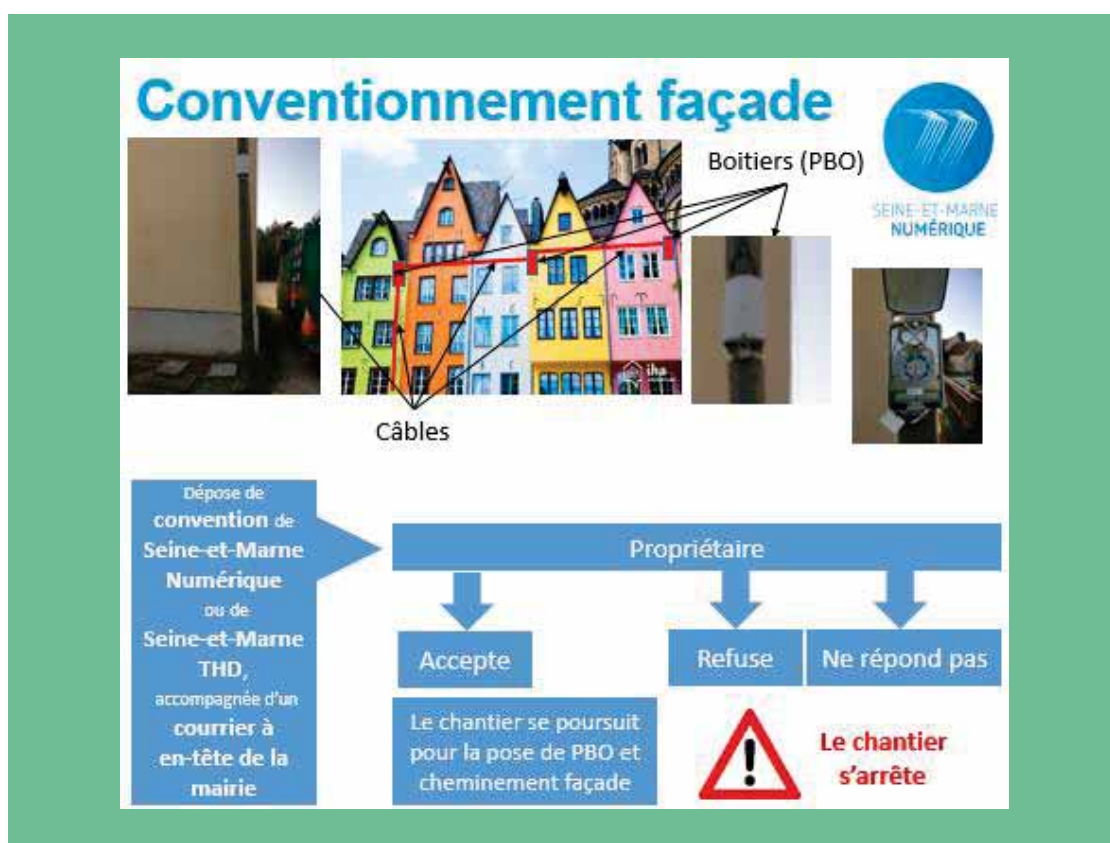 Conventionnement façade
Boitiers (PBO)
SEINE-ET-MARNE
NUMÉRIQUE
iha
Câbles
Dépose de
convention de
Seine-et-Marne
Numérique
ou de
Seine-et-Marne
THD,
accompagnée d'un
courrier à
en-tête de la
mairie
Propriétaire
Accepte
Refuse
Ne répond pas
Le chantier se poursuit
pour la pose de PBO et
cheminement façade
Le chantier
s'arrête